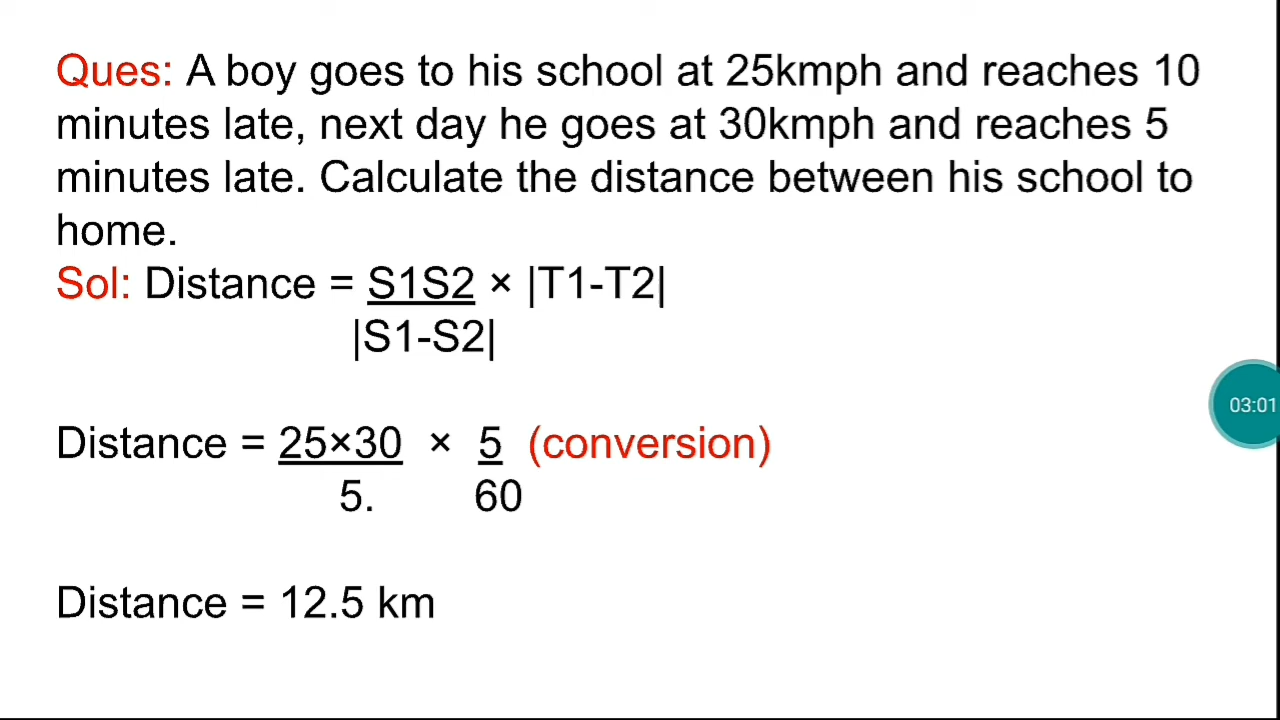 Ques: A boy goes to his school at 25kmph and reaches 10
minutes late, next day he goes at 30kmph and reaches 5
minutes late. Calculate the distance between his school to
home.
Sol: Distance = S1S2 × |T1-T2|
|S1-S2|
Distance = 25×30 × 5 (conversion)
5. 60
03:01
Distance = 12.5 km